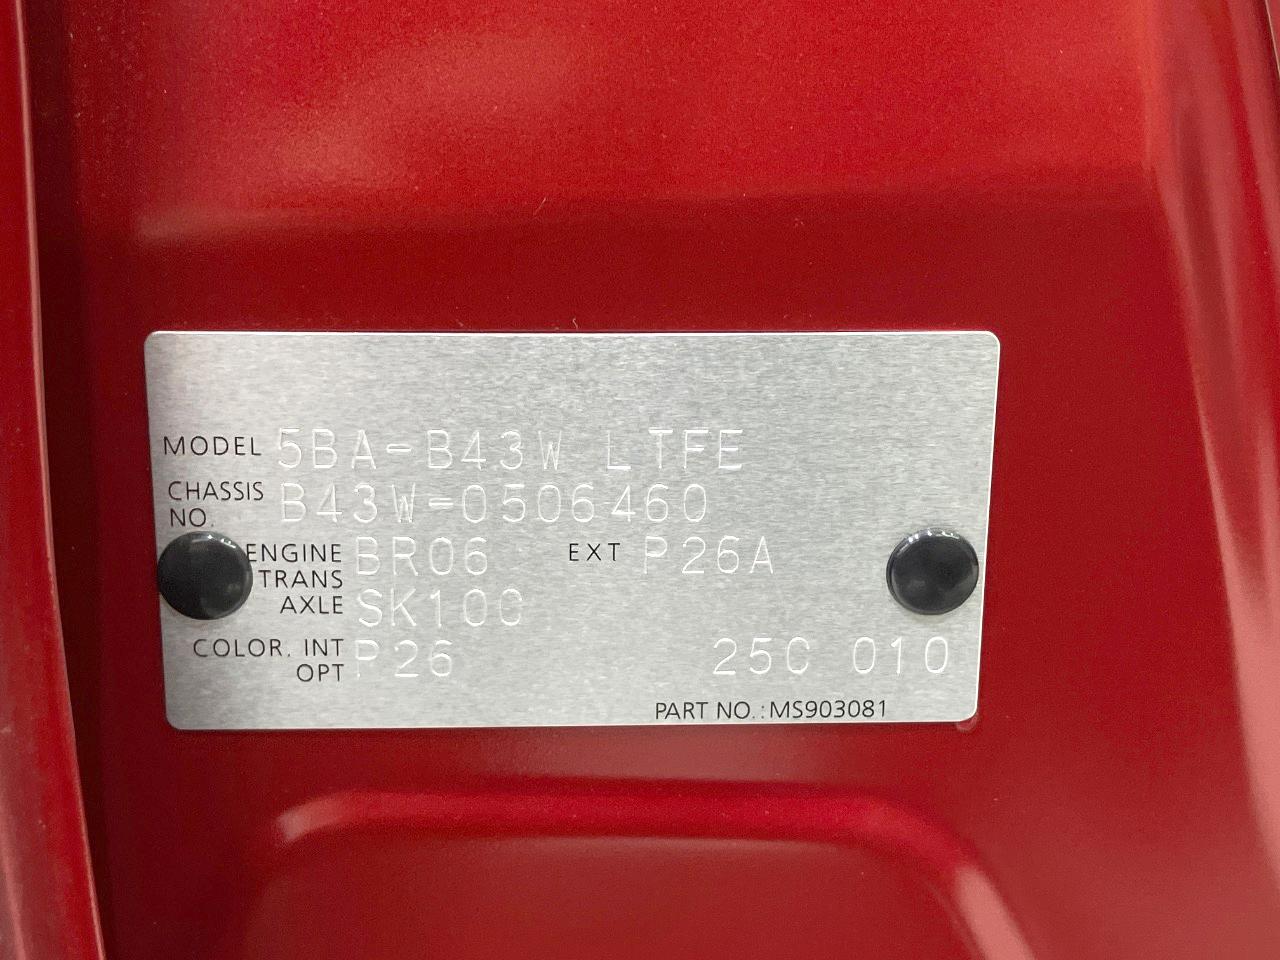 MODEL 5BA-B43W LTFE
CHASSIS NO. B43W-0506460
ENGINE BR06 EXT P26A
TRANS
AXLE SK10C
COLOR. INT
OPT P26 25C 010
PART NO.:MS903081